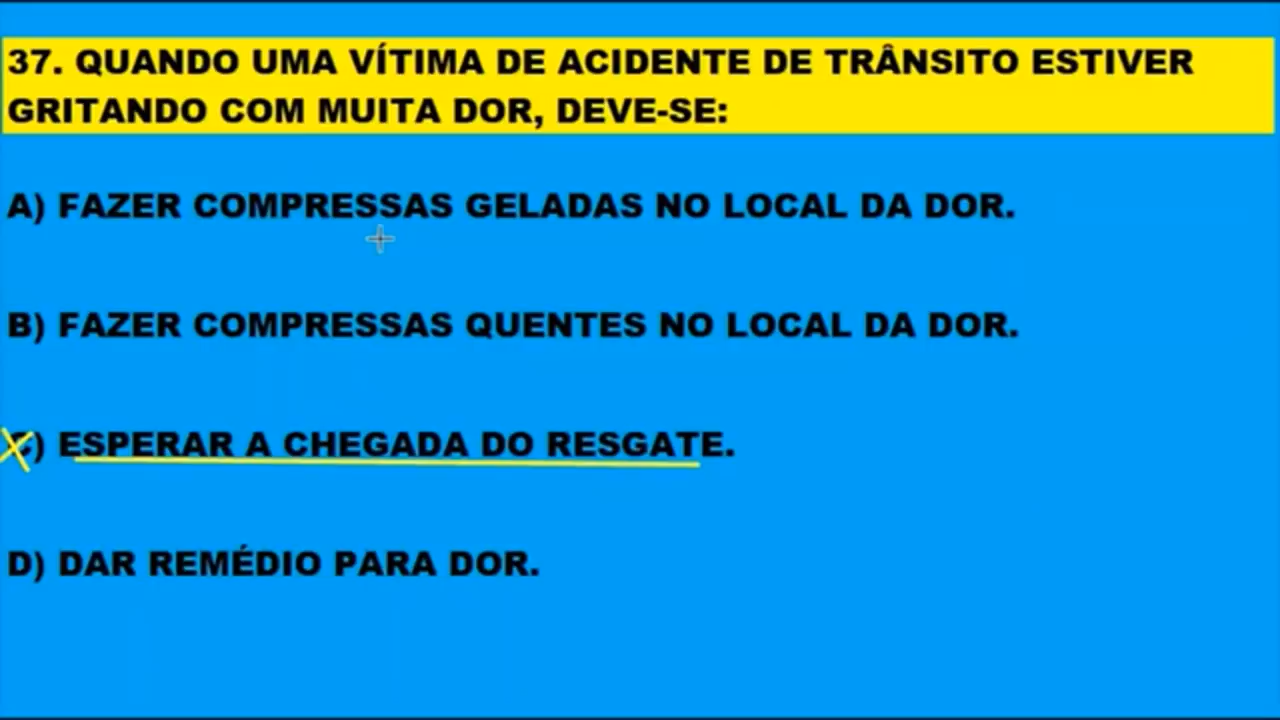 37. QUANDO UMA VÍTIMA DE ACIDENTE DE TRÂNSITO ESTIVER
GRITANDO COM MUITA DOR, DEVE-SE:
A) FAZER COMPRESSAS GELADAS NO LOCAL DA DOR.
B) FAZER COMPRESSAS QUENTES NO LOCAL DA DOR.
C) ESPERAR A CHEGADA DO RESGATE.
D) DAR REMÉDIO PARA DOR.